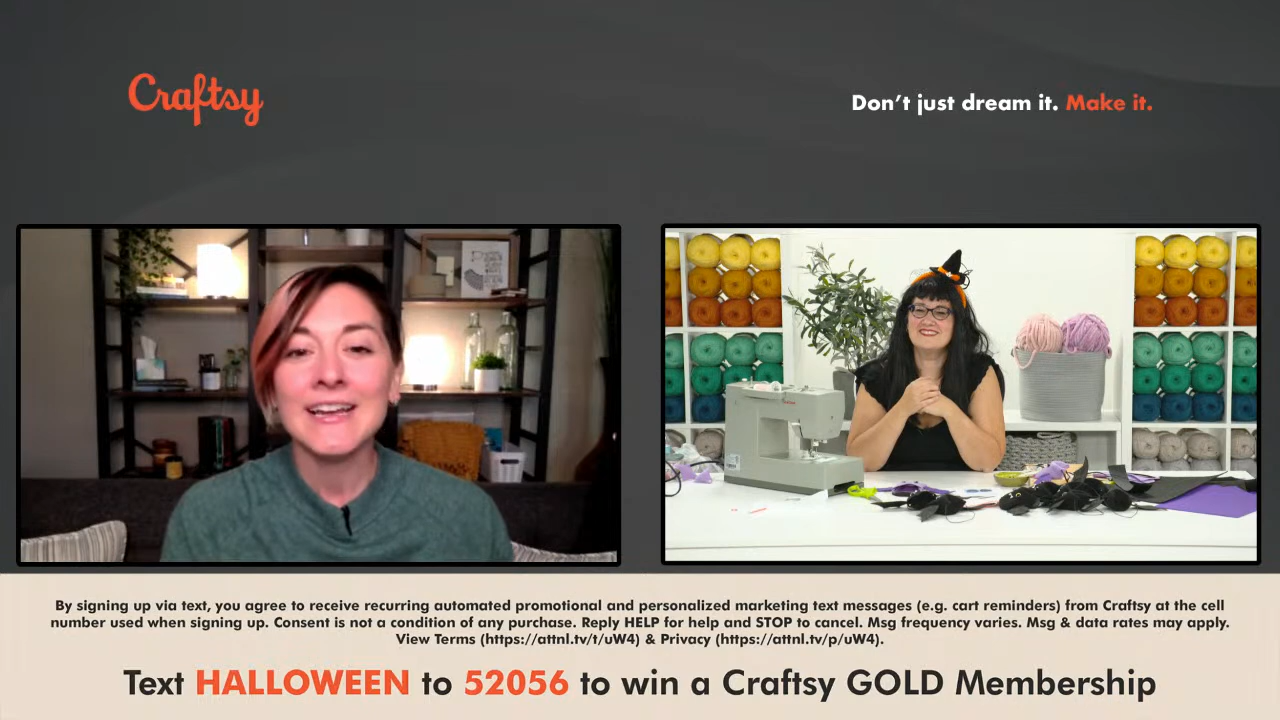 Craftsy
Don't just dream it. Make it.
By signing up via text, you agree to receive recurring automated promotional and personalized marketing text messages (e.g. cart reminders) from Craftsy at the cell
number used when signing up. Consent is not a condition of any purchase. Reply HELP for help and STOP to cancel. Msg frequency varies. Msg & data rates may apply.
View Terms (https://attnl.tv/t/uW4) & Privacy (https://attnl.tv/p/uW4).
Text HALLOWEEN to 52056 to win a Craftsy GOLD Membership